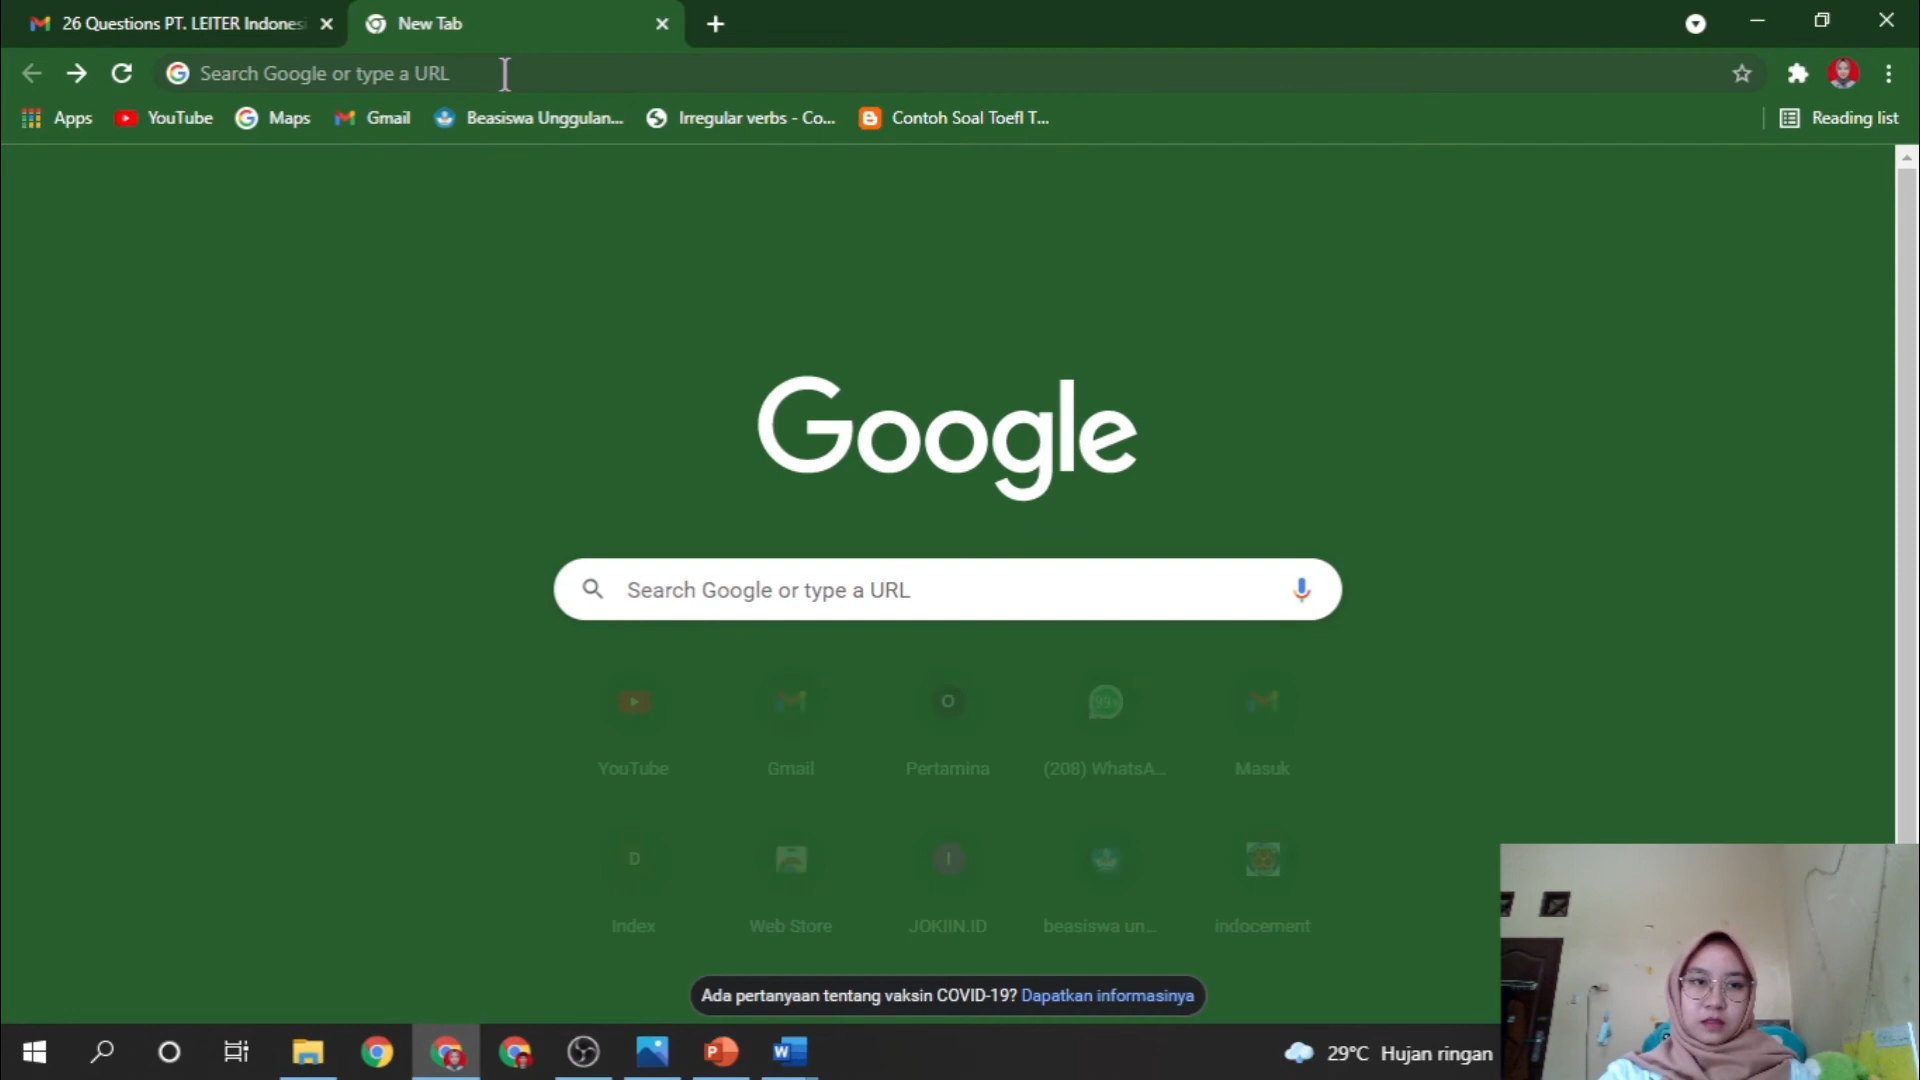 26 Questions PT. LEITER Indones
New Tab
Search Google or type a URL
Apps
YouTube
Maps
Gmail
Beasiswa Unggulan...
Irregular verbs - Co...
Contoh Soal Toefl T...
Reading list
Google
Search Google or type a URL
YouTube
Gmail
O
Pertamina
99+
(208) WhatsA...
Masuk
D
Index
Web Store
I
JOKIIN.ID
beasiswa un...
indocement
Ada pertanyaan tentang vaksin COVID-19? Dapatkan informasinya
29°C Hujan ringan